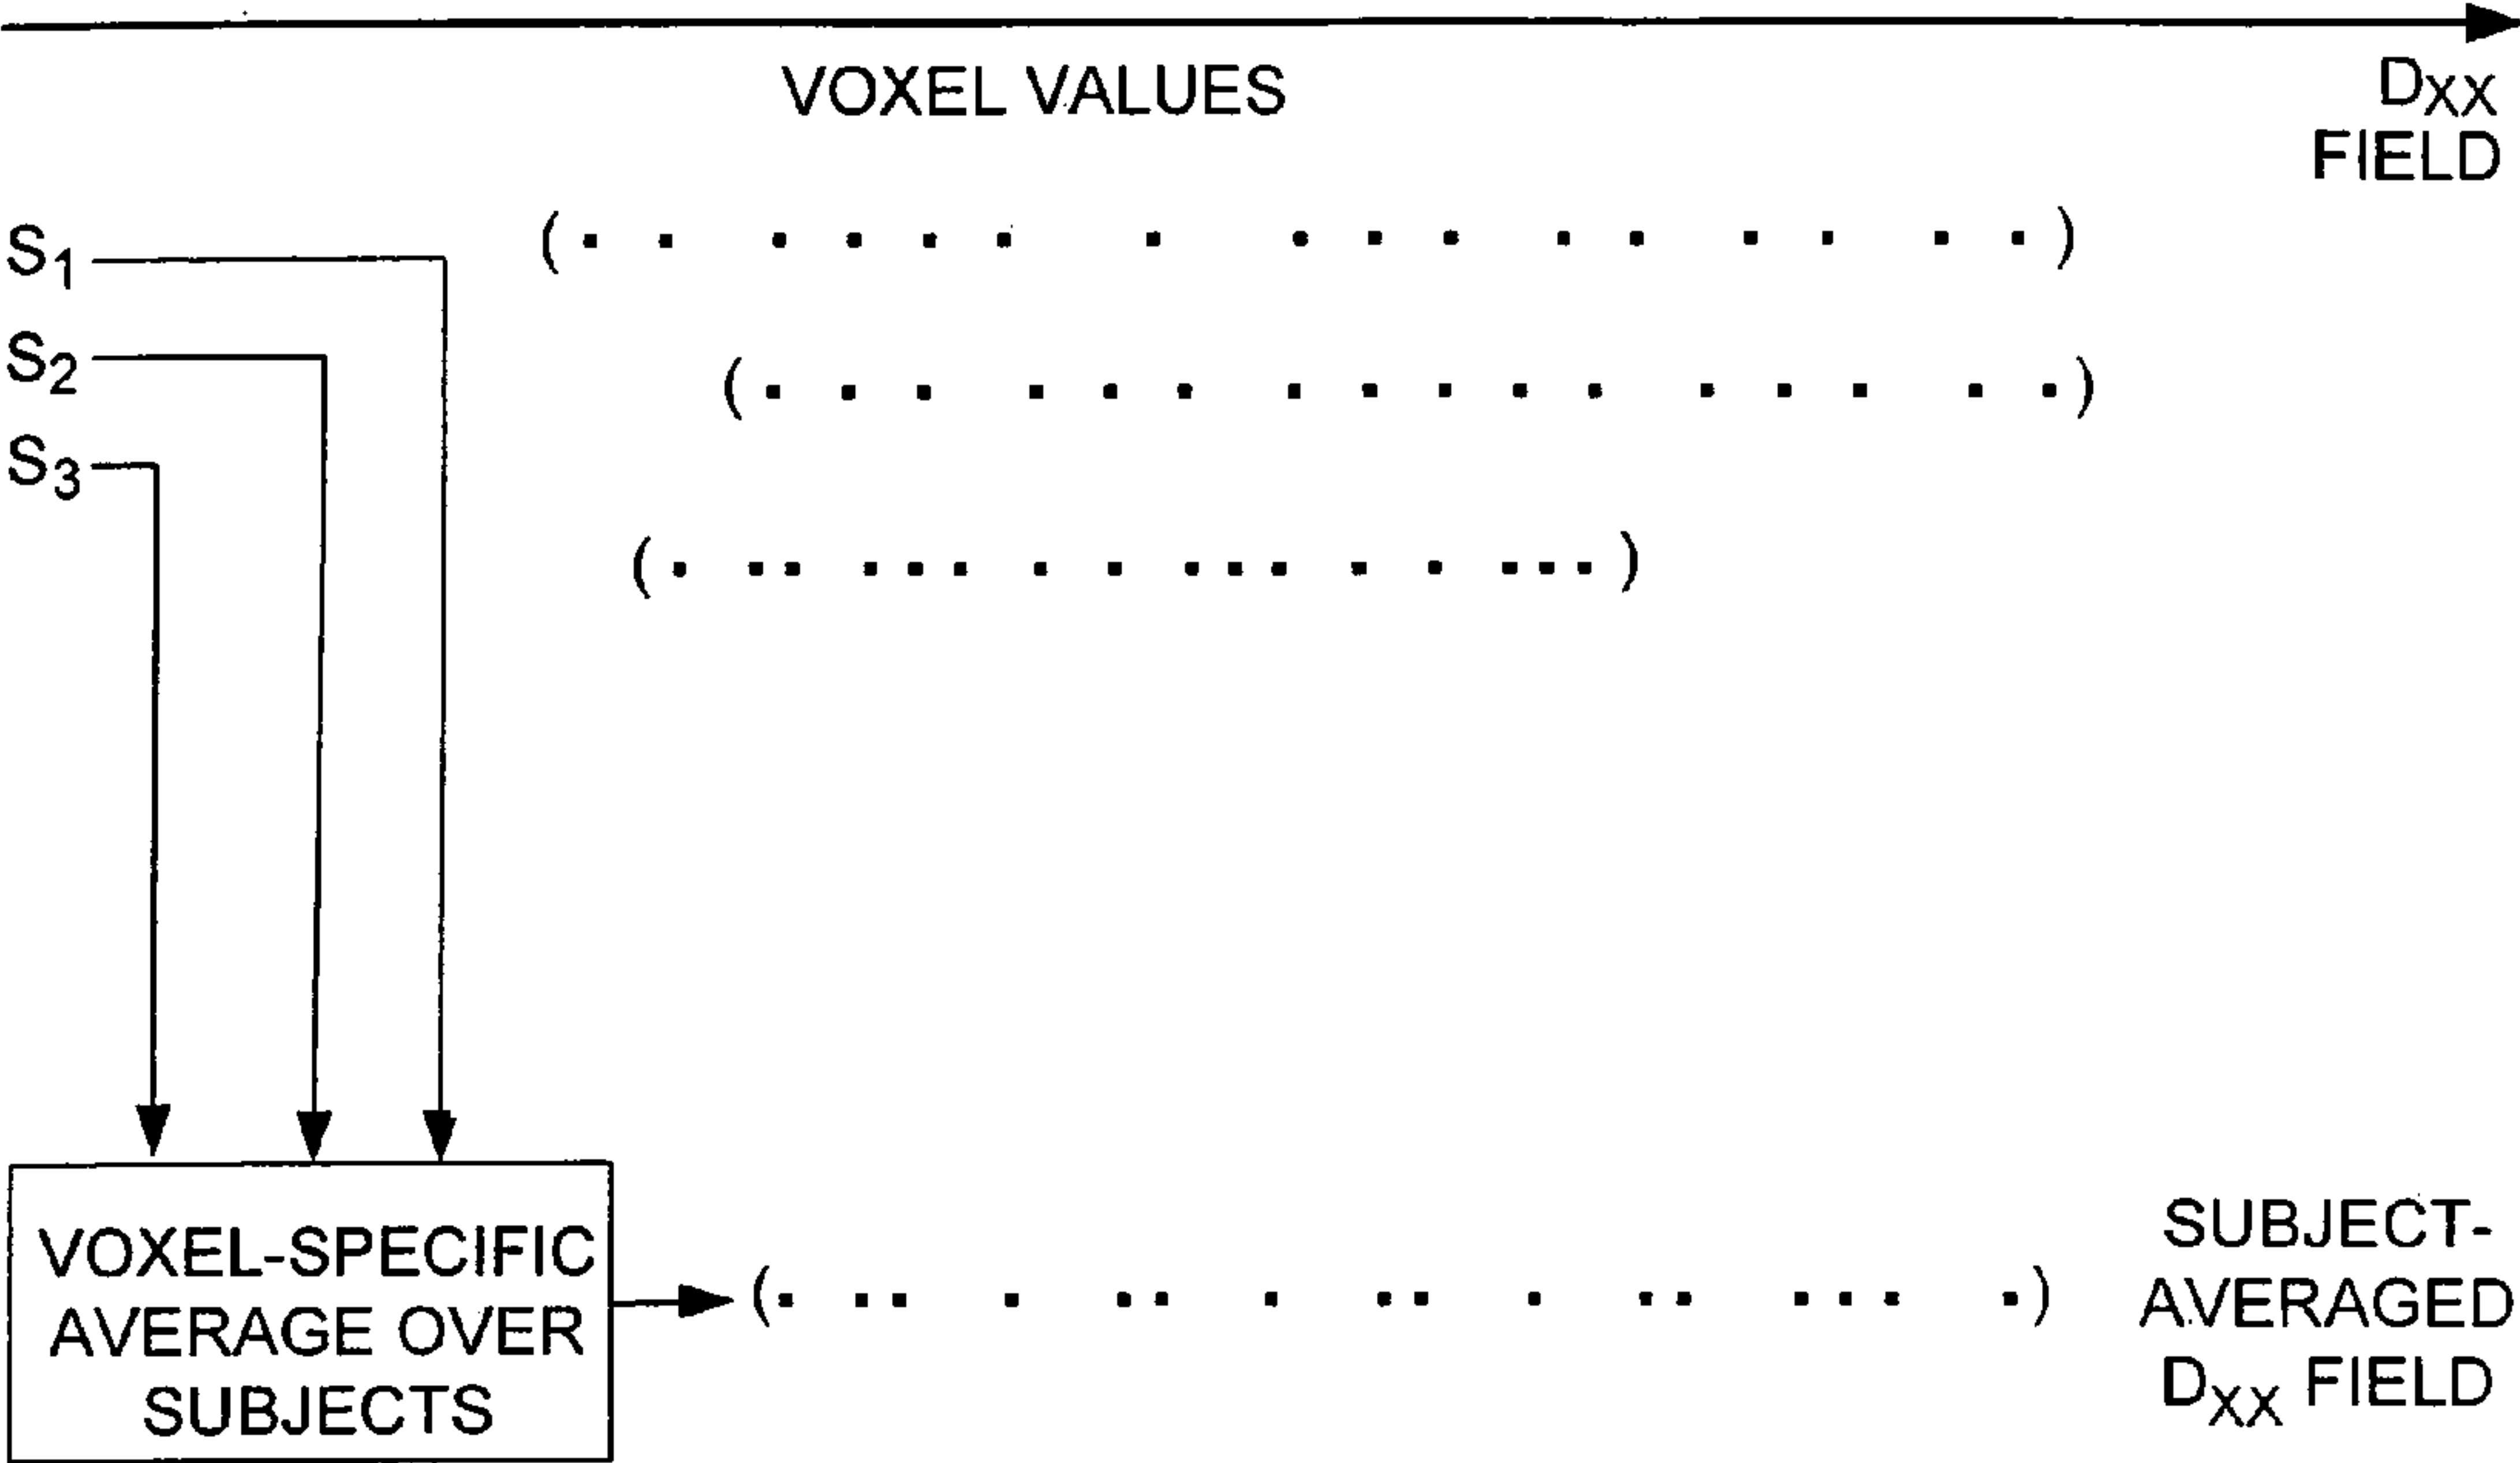 VOXEL VALUES
DXX
FIELD
S1
S2
S3
VOXEL-SPECIFIC
AVERAGE OVER
SUBJECTS
SUBJECT-
AVERAGED
DXX FIELD